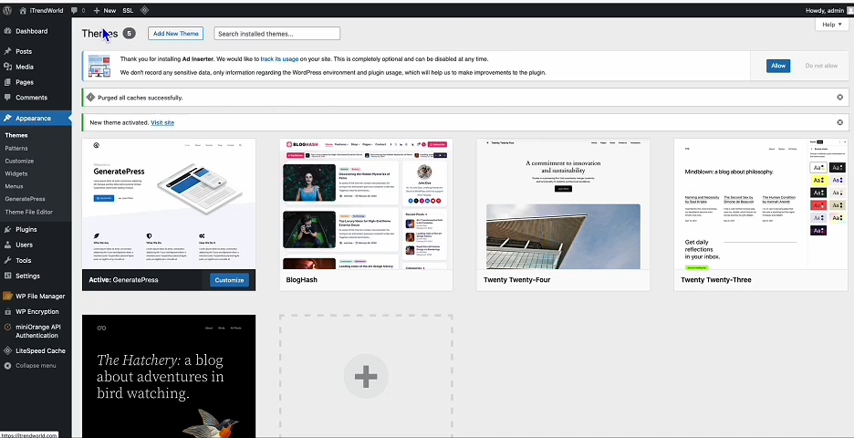 iTrendWorld 0 New SSL Howdy, admin
Help
Dashboard
Posts
Media
Pages
Comments
Appearance
Themes
Patterns
Customize
Widgets
Menus
GeneratePress
Theme File Editor
Plugins
Users
Tools
Settings
WP File Manager
WP Encryption
miniOrange API
Authentication
LiteSpeed Cache
Collapse menu
https://itrendworld.com
Themes 5 Add New Theme Search installed themes...
Thank you for installing Ad Inserter. We would like to track its usage on your site. This is completely optional and can be disabled at any time.
We don't record any sensitive data, only information regarding the WordPress environment and plugin usage, which will help us to make improvements to the plugin.
Allow Do not allow
Purged all caches successfully.
New theme activated. Visit site
GeneratePress
Active: GeneratePress Customize
BLOGHASH
BlogHash
A commitment to innovation
and sustainability
Twenty Twenty-Four
Mindblown: a blog about philosophy.
Get daily
reflections
in your inbox.
Twenty Twenty-Three
The Hatchery: a blog
about adventures in
bird watching.